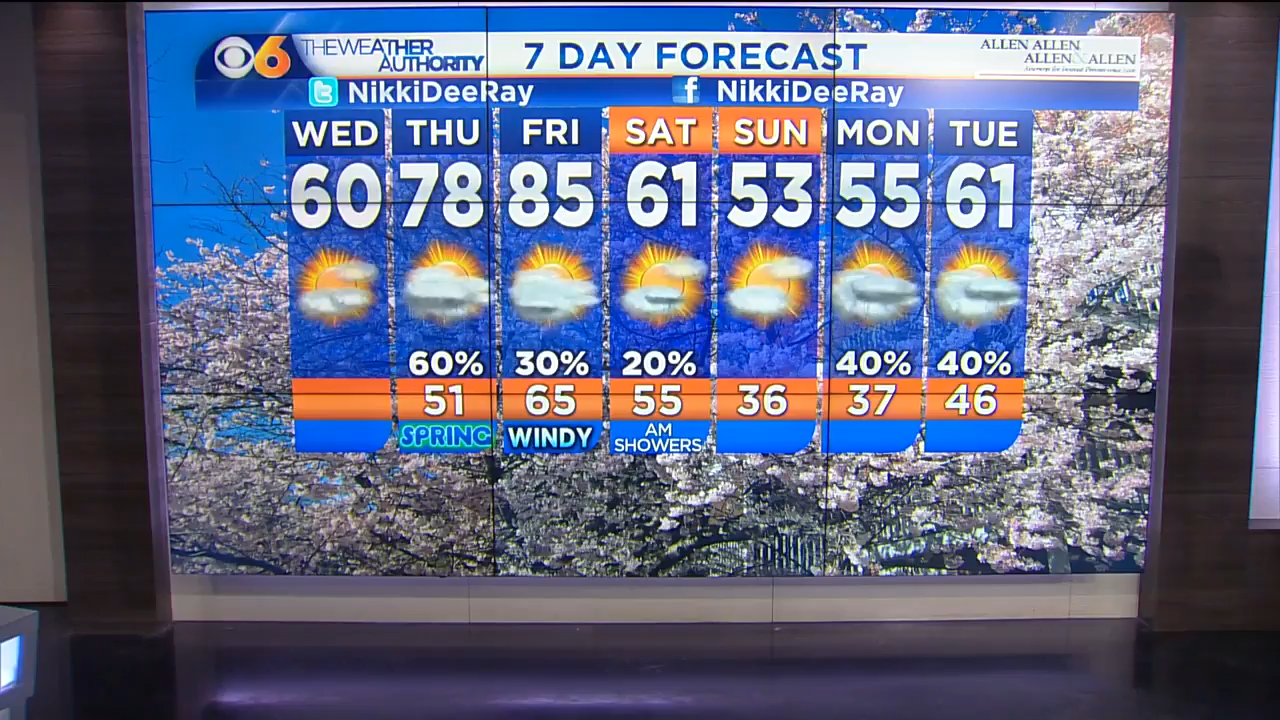 CBS 6 THE WEATHER AUTHORITY 7 DAY FORECAST ALLEN ALLEN ALLEN & ALLEN
NikkiDeeRay NikkiDeeRay
WED THU FRI SAT SUN MON TUE
60 78 85 61 53 55 61
60% 30% 20% 40% 40%
51 65 55 36 37 46
SPRING WINDY AM SHOWERS